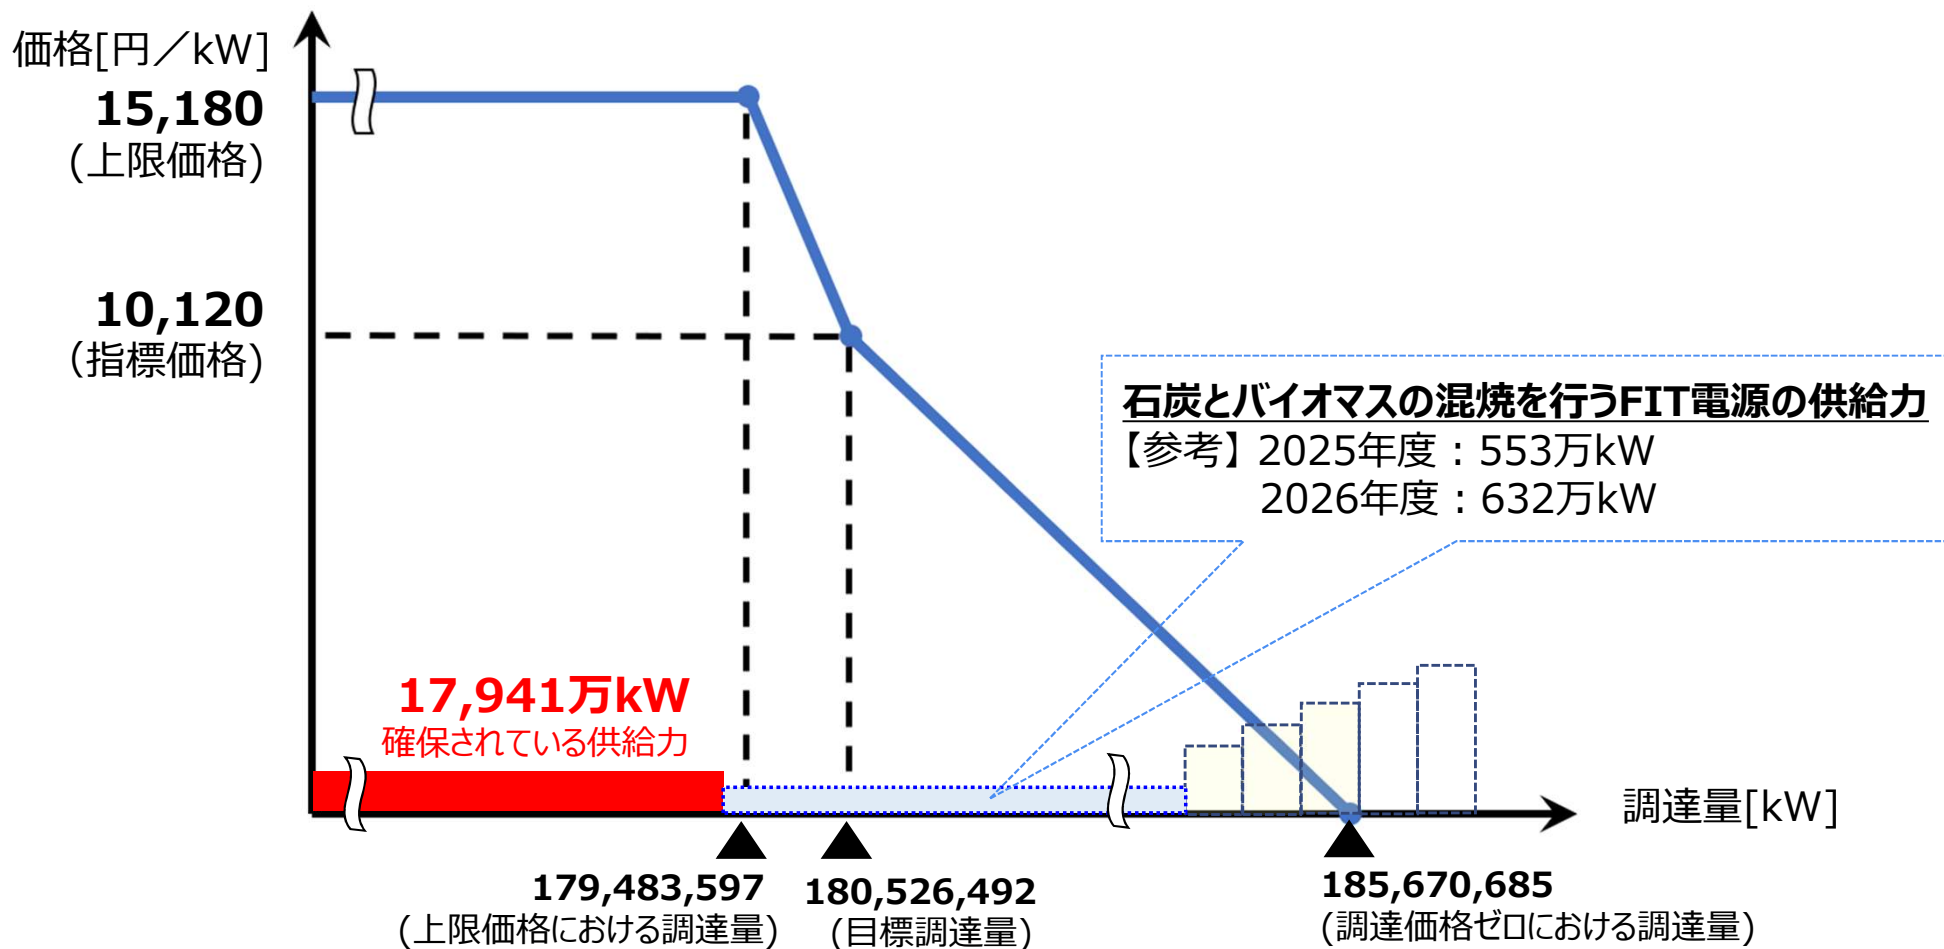 価格[円／kW]
15,180
(上限価格)
10,120
(指標価格)
石炭とバイオマスの混焼を行うFIT電源の供給力
【参考】2025年度：553万kW
2026年度：632万kW
17,941万kW
確保されている供給力
調達量[kW]
179,483,597
(上限価格における調達量)
180,526,492
(目標調達量)
185,670,685
(調達価格ゼロにおける調達量)